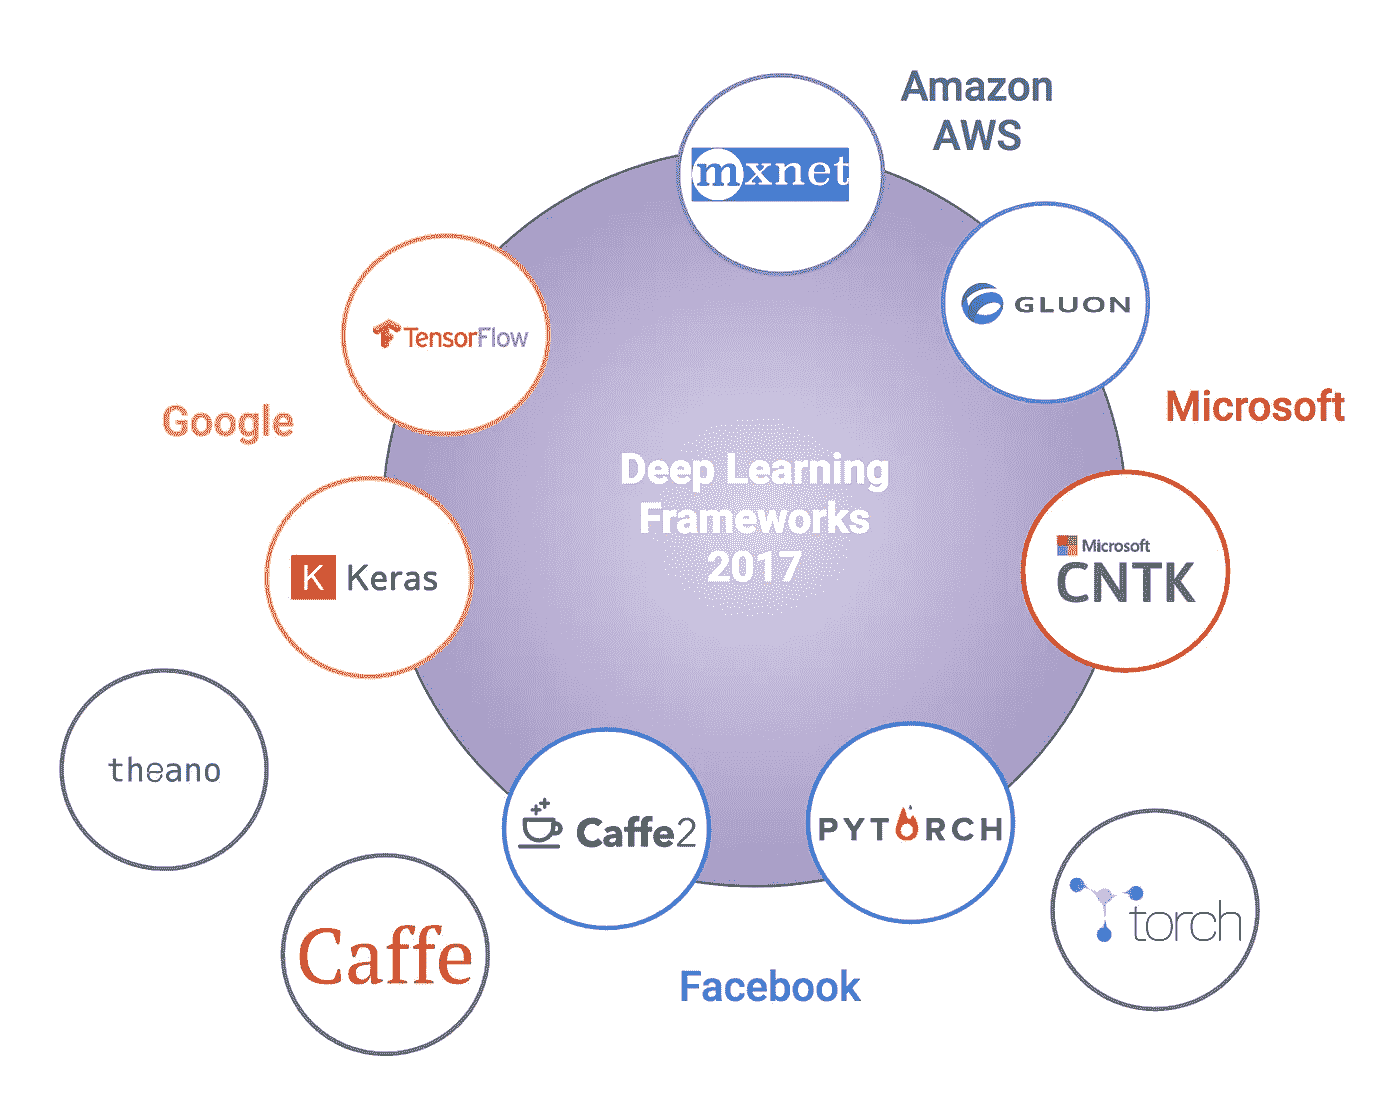 Amazon
AWS
mxnet
GLUON
TensorFlow
Google
Microsoft
Deep Learning
Frameworks
2017
K Keras
Microsoft
CNTK
theano
Caffe2
PYTORCH
torch
Caffe
Facebook